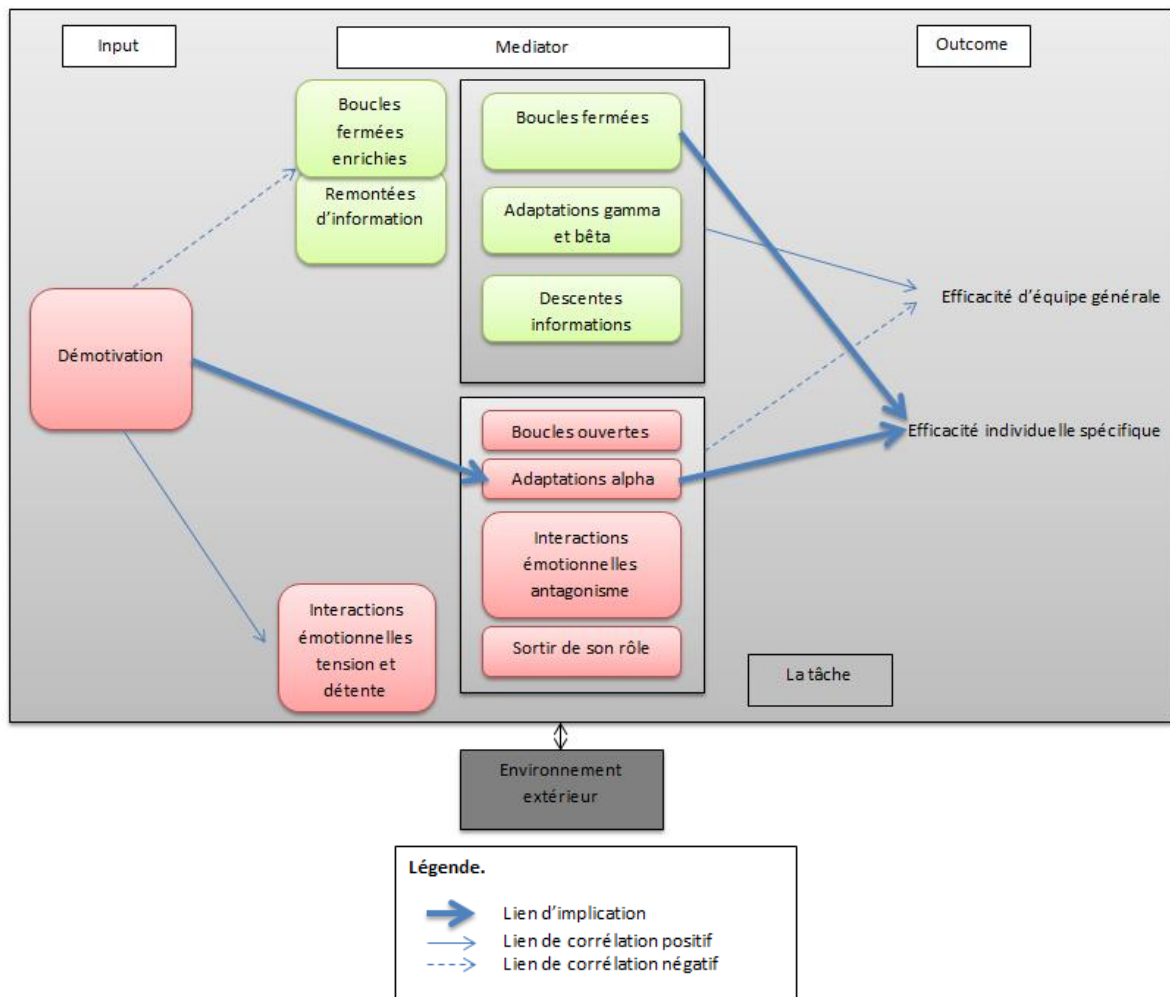 Input
Mediator
Outcome
Boucles
fermées
enrichies
Remontées
d'information
Boucles fermées
Adaptations gamma
et bêta
Descentes
informations
Efficacité d'équipe générale
Démotivation
Efficacité individuelle spécifique
Boucles ouvertes
Adaptations alpha
Interactions
émotionnelles
antagonisme
Sortir de son rôle
Interactions
émotionnelles
tension et
détente
La tâche
Environnement
extérieur
Légende.
Lien d'implication
Lien de corrélation positif
Lien de corrélation négatif